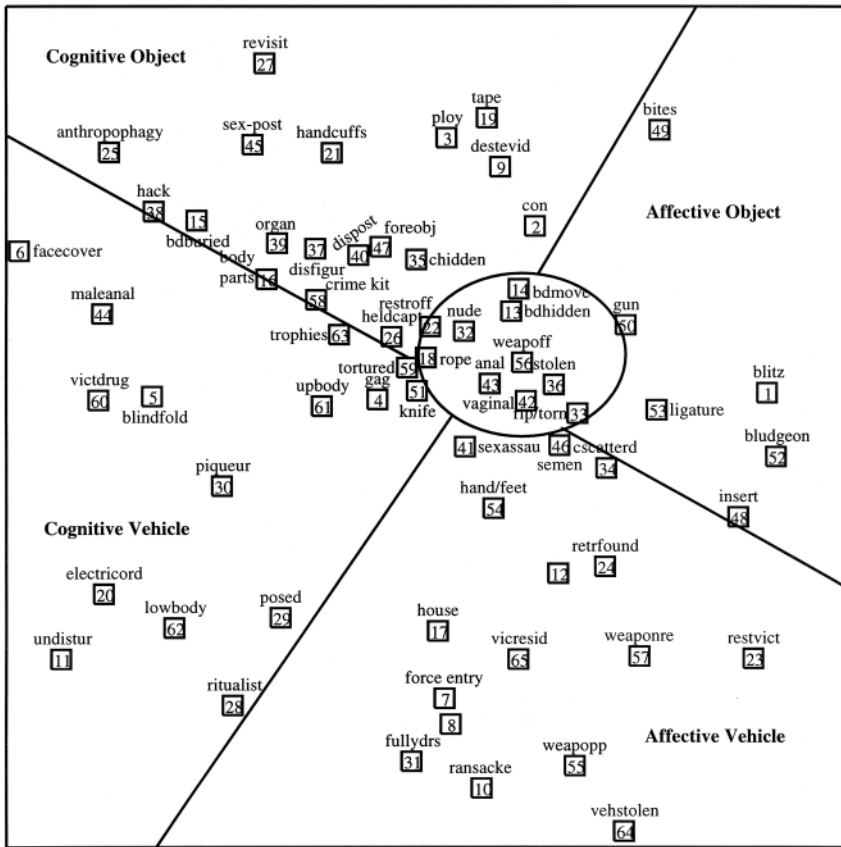 revisit
27
Cognitive Object
tape
19
bites
49
ploy
3
sex-post
45
handcuffs
21
anthropophagy
25
destevid
9
hack
38
15
bdburied
con
2
Affective Object
6 facecover
organ
39
37
disfigur
dispost
40
foreobj
47
35 chidden
body
parts 16
crime kit
58
14 bdmove
13 bdhidden
gun
50
maleanal
44
restroff
22
nude
32
heldcapt
26
trophies 63
weapoff
56
18 rope
tortured 59
anal
43
stolen
36
blitz
1
victdrug
60
5
blindfold
upbody
61
gag
4
51
knife
vaginal 42
rip/torn
33
53 ligature
41 sexassau
46
semen
cscatterd
34
bludgeon
52
piqueur
30
hand/feet
54
insert
48
Cognitive Vehicle
retrfound
24
12
electricord
20
lowbody
62
posed
29
house
17
undistur
11
vicresid
65
weaponre
57
restvict
23
ritualist
28
force entry
7
8
Affective Vehicle
fullydrs
31
ransacke
10
weapopp
55
vehstolen
64